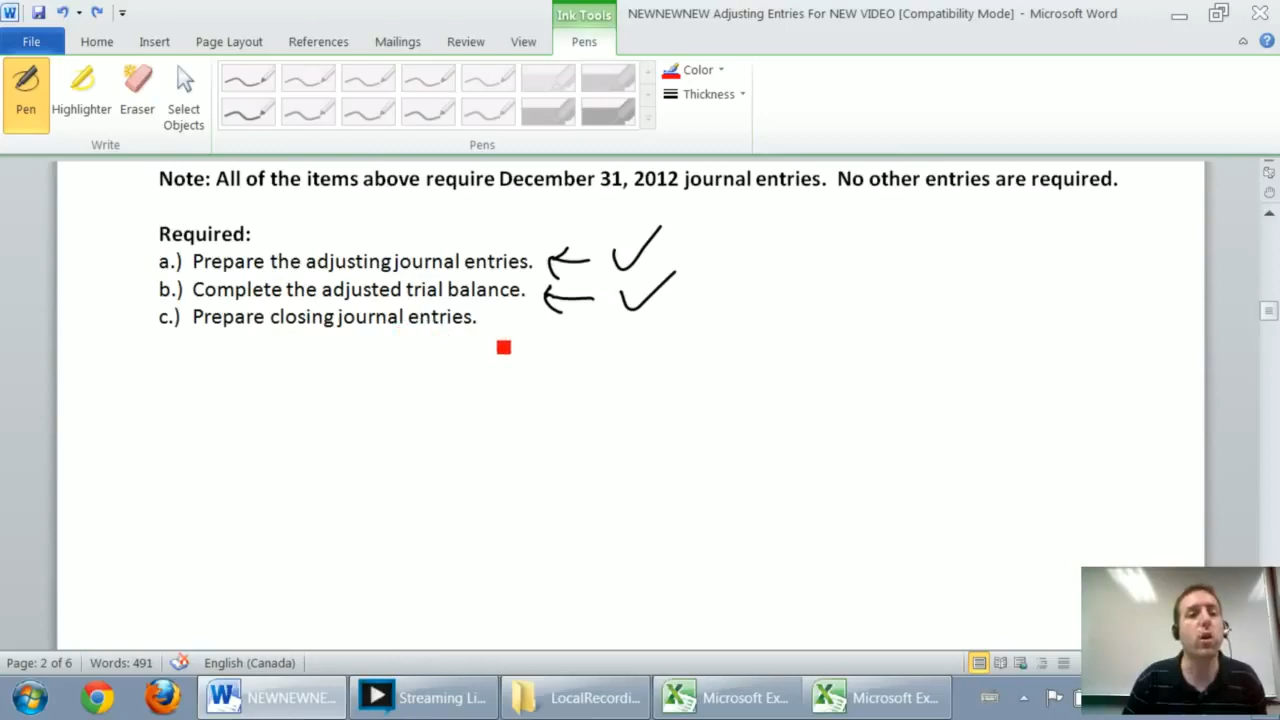 Ink Tools
NEWNEWNEW Adjusting Entries For NEW VIDEO [Compatibility Mode] - Microsoft Word
File Home Insert Page Layout References Mailings Review View Pens
Pen Highlighter Eraser Select Objects
Color
Thickness
Write Pens
Note: All of the items above require December 31, 2012 journal entries. No other entries are required.
Required:
a.) Prepare the adjusting journal entries.
b.) Complete the adjusted trial balance.
c.) Prepare closing journal entries.
Page: 2 of 6 Words: 491 English (Canada)
NEWNEWNE... Streaming Li... LocalRecordi... Microsoft Ex... Microsoft Ex...